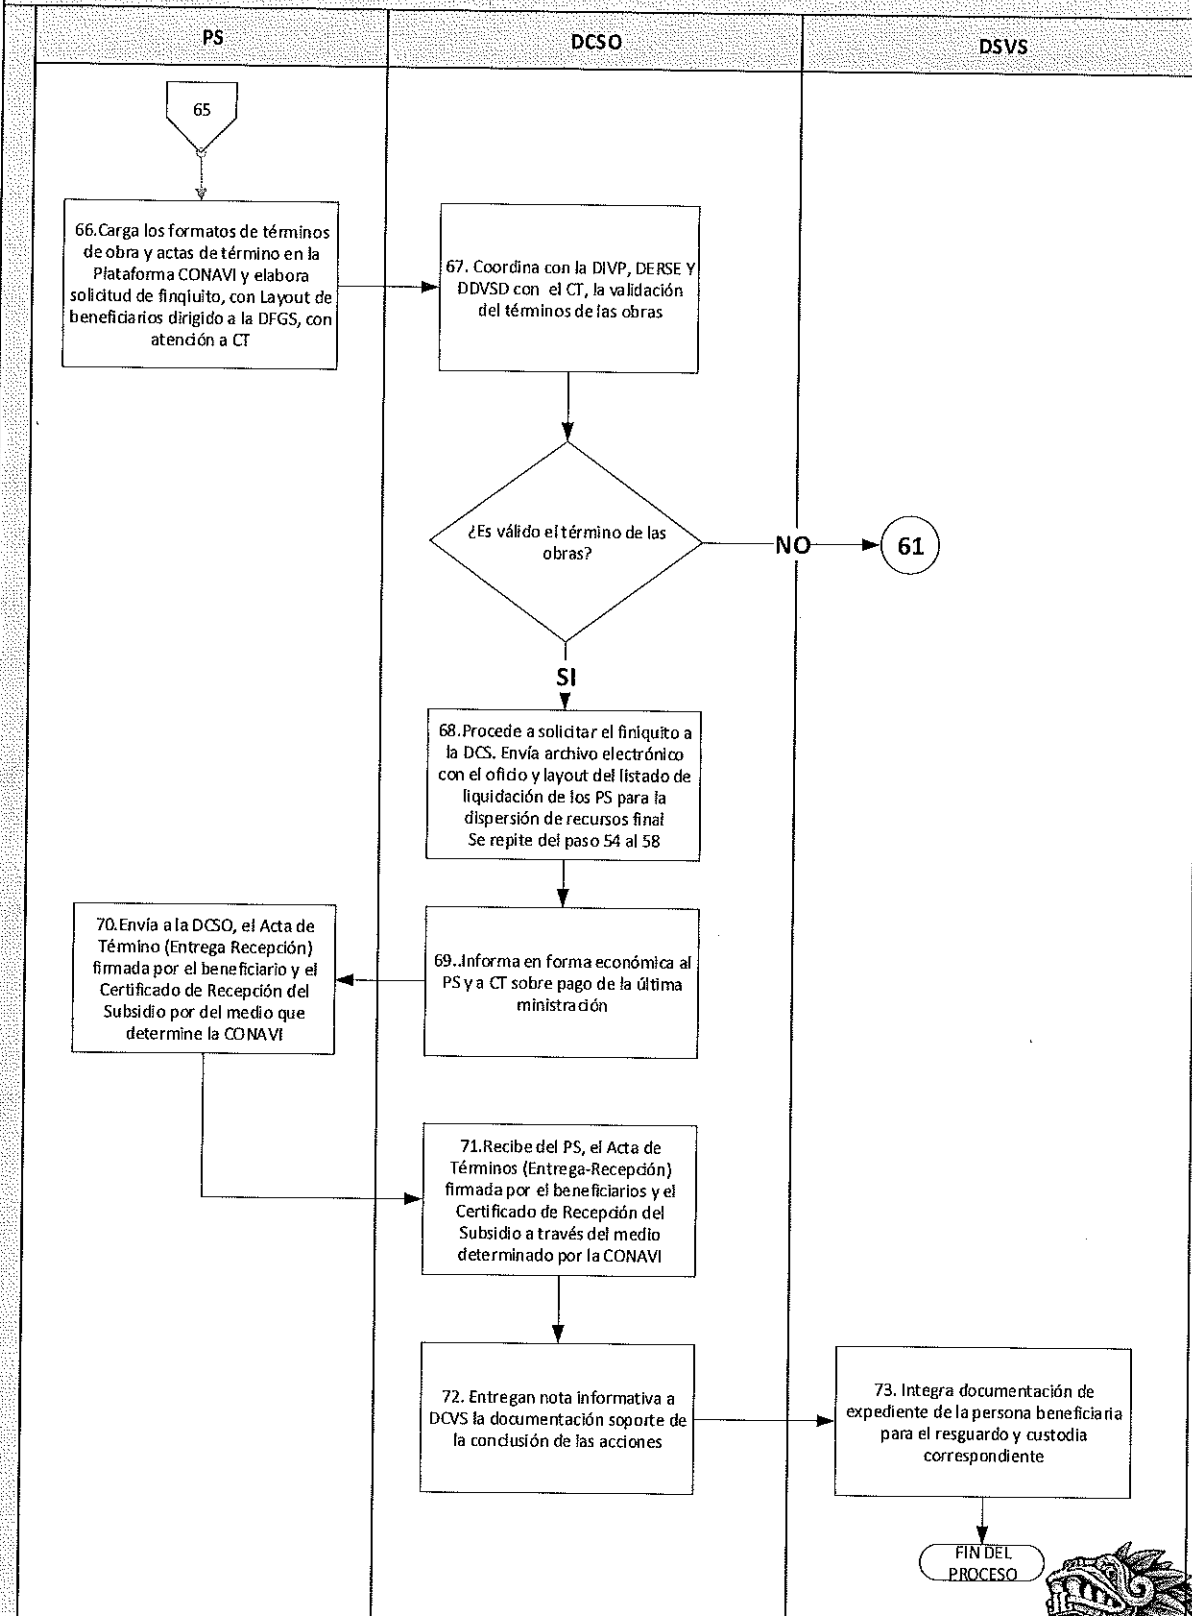 PS
DCSO
DSVS
65
66.Carga los formatos de términos
de obra y actas de término en la
Plataforma CONAVI y elabora
solicitud de finqiuito, con Layout de
beneficiarios dirigido a la DFGS, con
atención a CT
67. Coordina con la DIVP, DERSE Y
DDVSD con el CT, la validación
del términos de las obras
¿Es válido el término de las
obras?
NO
61
SI
68.Procede a solicitar el finiquito a
la DCS. Envía archivo electrónico
con el oficio y layout del listado de
liquidación de los PS para la
dispersión de recursos final
Se repite del paso 54 al 58
69..Informa en forma económica al
PS y a CT sobre pago de la última
ministración
70.Envía a la DCSO, el Acta de
Término (Entrega Recepción)
firmada por el beneficiario y el
Certificado de Recepción del
Subsidio por del medio que
determine la CONAVI
71.Recibe del PS, el Acta de
Términos (Entrega-Recepción)
firmada por el beneficiarios y el
Certificado de Recepción del
Subsidio a través del medio
determinado por la CONAVI
72. Entregan nota informativa a
DCVS la documentación soporte de
la conclusión de las acciones
73. Integra documentación de
expediente de la persona beneficiaria
para el resguardo y custodia
correspondiente
FIN DEL
PROCESO